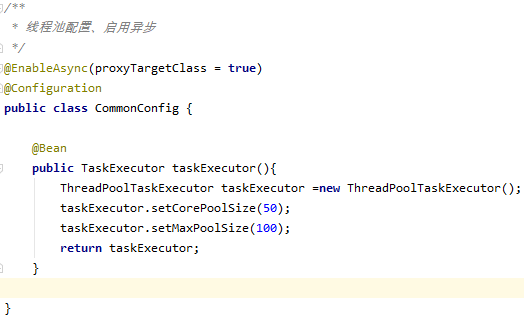 /**
 * 线程池配置、启用异步
 */
@EnableAsync(proxyTargetClass = true)
@Configuration
public class CommonConfig {
@Bean
public TaskExecutor taskExecutor(){
ThreadPoolTaskExecutor taskExecutor =new ThreadPoolTaskExecutor();
taskExecutor.setCorePoolSize(50);
taskExecutor.setMaxPoolSize(100);
return taskExecutor;
}
}